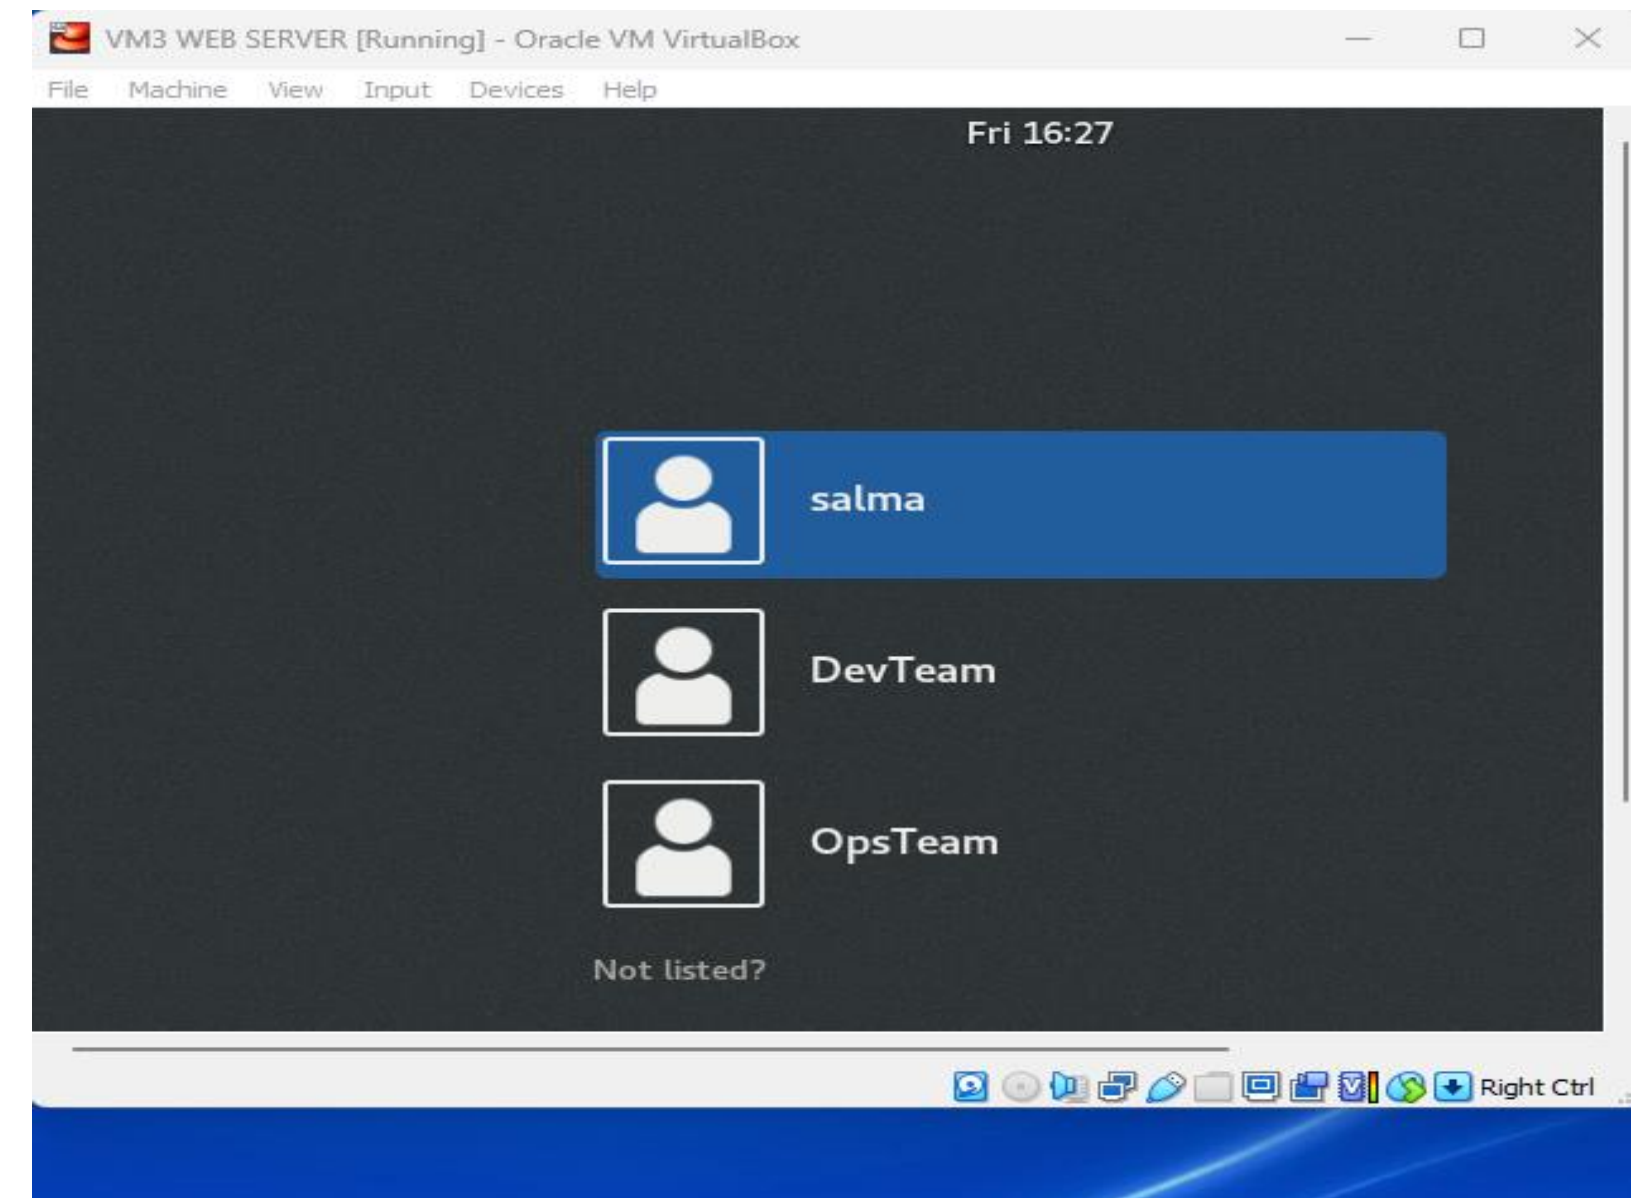 VM3 WEB SERVER [Running] - Oracle VM VirtualBox
File Machine View Input Devices Help
Fri 16:27
salma
DevTeam
OpsTeam
Not listed?
Right Ctrl